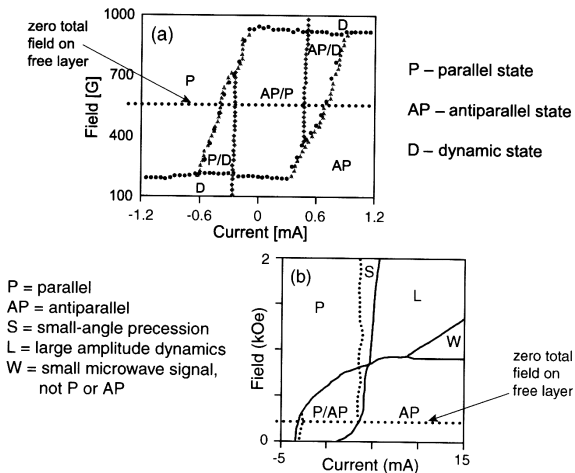 zero total
field on
free layer
(a)
1000
700
400
100
Field [G]
P
AP/P
AP/D
D
P/D
D
AP
-1.2
-0.6
0
0.6
1.2
Current [mA]
P – parallel state
AP – antiparallel state
D – dynamic state
P = parallel
AP = antiparallel
S = small-angle precession
L = large amplitude dynamics
W = small microwave signal,
not P or AP
(b)
2
0
Field (kOe)
P
S
L
W
P/AP
AP
-5
5
15
Current (mA)
zero total
field on
free layer